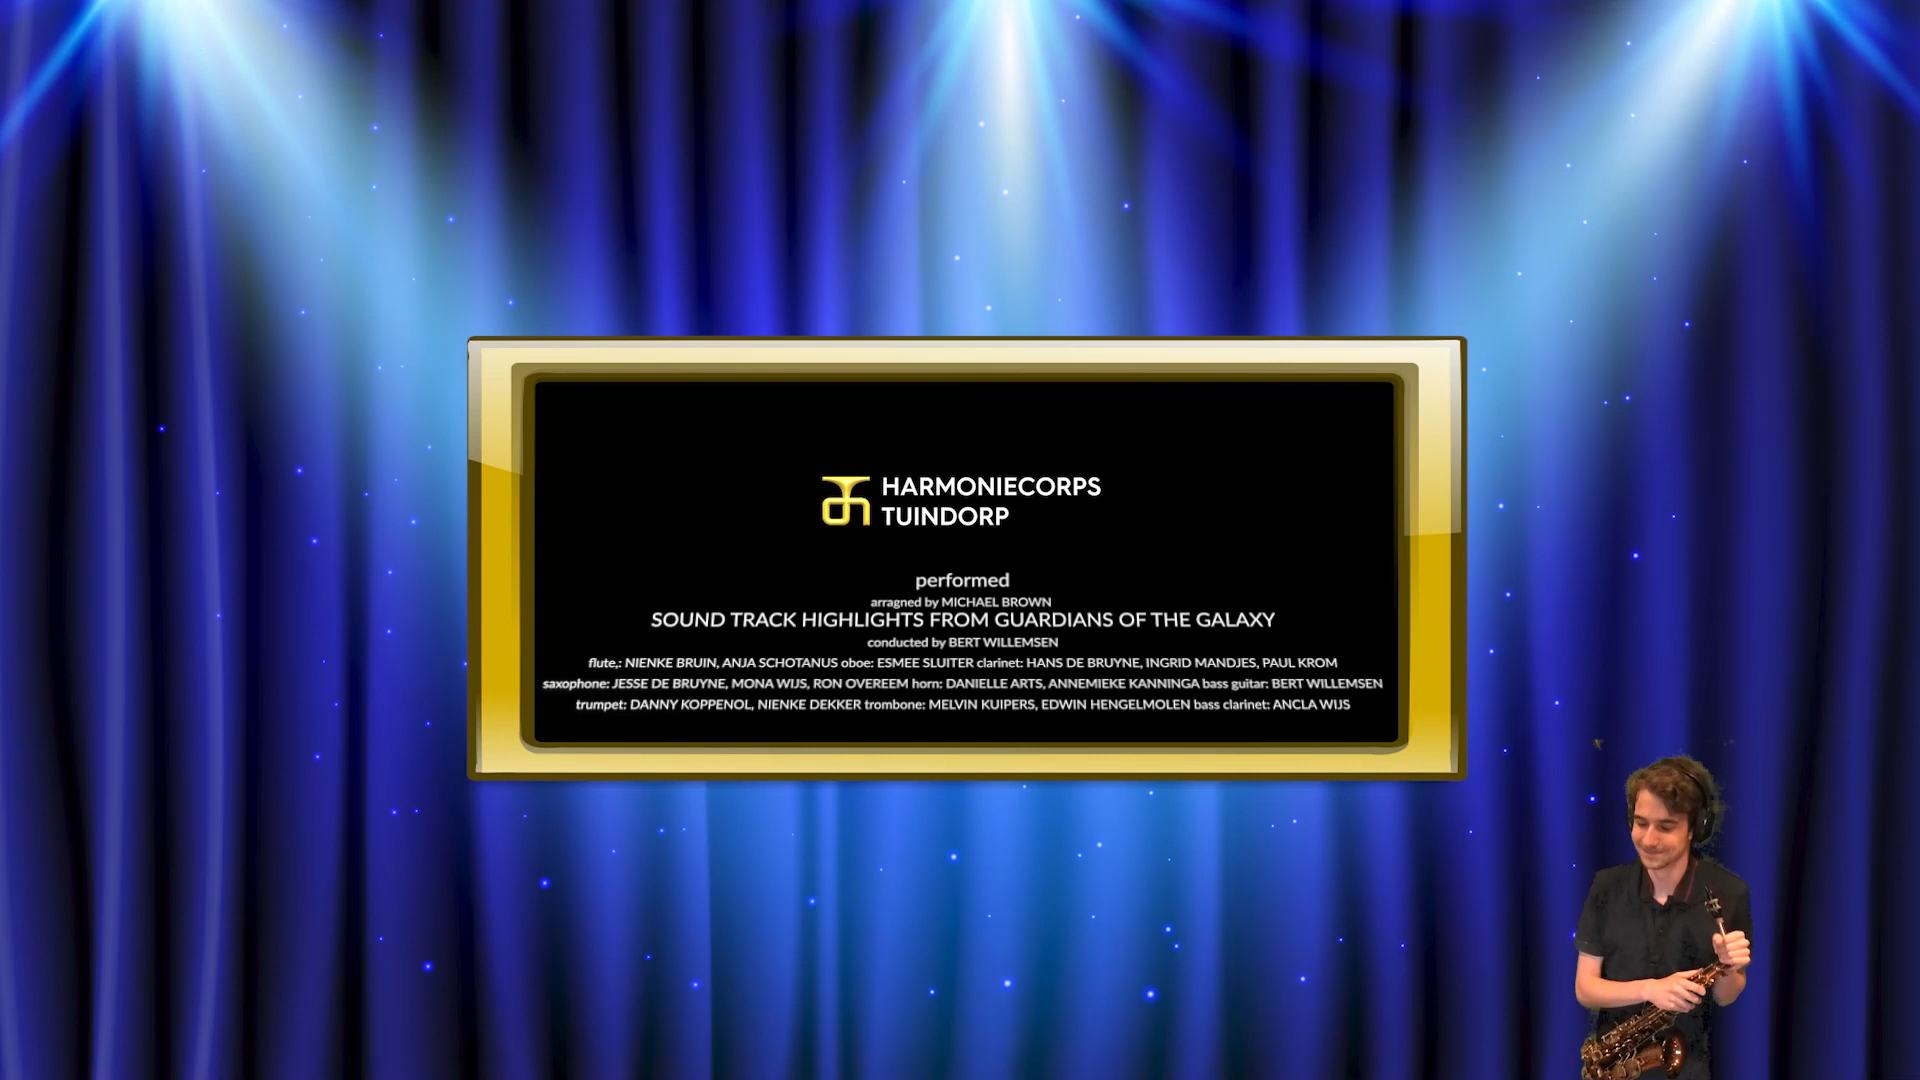 HARMONIECORPS
TUINDORP
performed
arragned by MICHAEL BROWN
SOUND TRACK HIGHLIGHTS FROM GUARDIANS OF THE GALAXY
conducted by BERT WILLEMSEN
flute,: NIENKE BRUIN, ANJA SCHOTANUS oboe: ESMEE SLUITER clarinet: HANS DE BRUYNE, INGRID MANDJES, PAUL KROM
saxophone: JESSE DE BRUYNE, MONA WIJS, RON OVEREEM horn: DANIELLE ARTS, ANNEMIEKE KANNINGA bass guitar: BERT WILLEMSEN
trumpet: DANNY KOPPENOL, NIENKE DEKKER trombone: MELVIN KUIPERS, EDWIN HENGELMOLEN bass clarinet: ANCLA WIJS